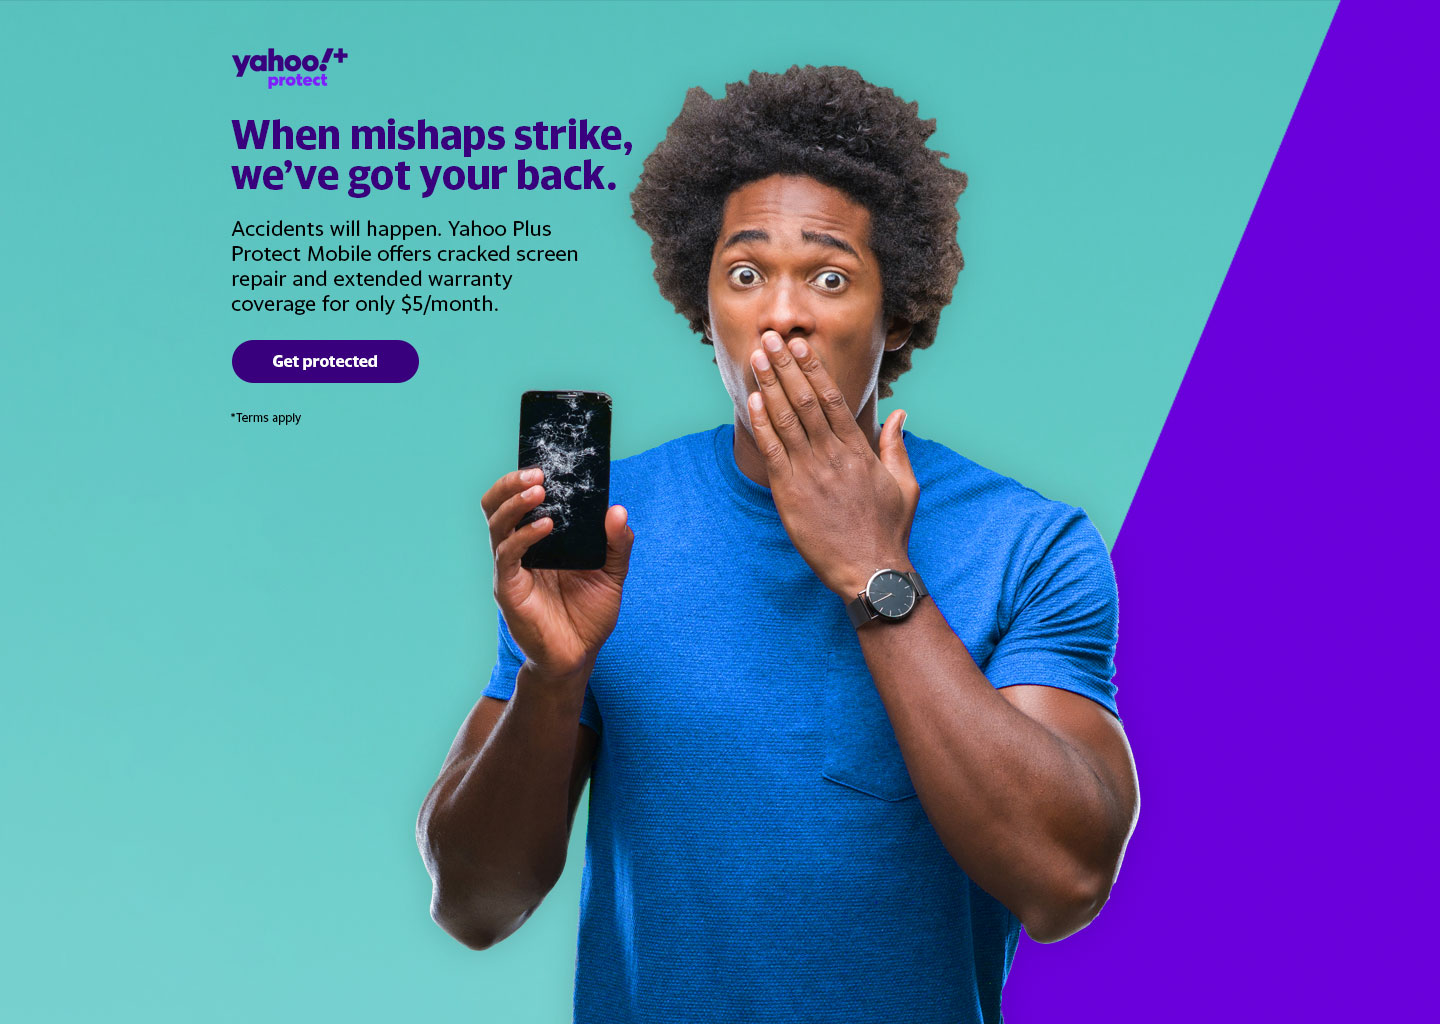 yahoo!+
protect
When mishaps strike,
we’ve got your back.
Accidents will happen. Yahoo Plus
Protect Mobile offers cracked screen
repair and extended warranty
coverage for only $5/month.
Get protected
*Terms apply